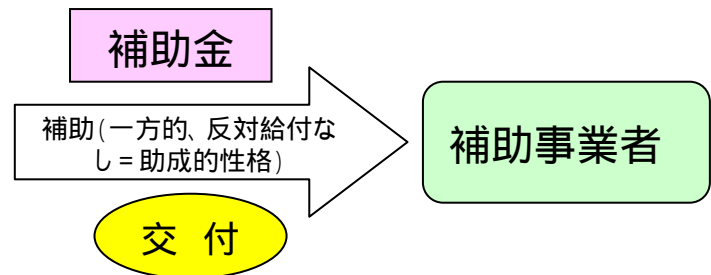 補助金
補助(一方的、反対給付な
し=助成的性格)
補助事業者
交 付